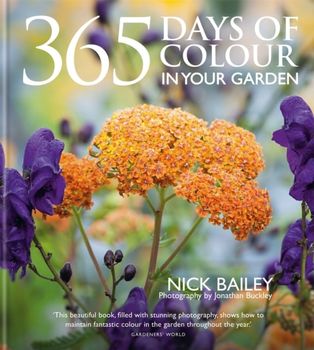 365 DAYS OF
COLOUR
IN YOUR GARDEN
NICK BAILEY
Photography by Jonathan Buckley
'This beautiful book, filled with stunning photography, shows how to
maintain fantastic colour in the garden throughout the year.'
GARDENERS' WORLD